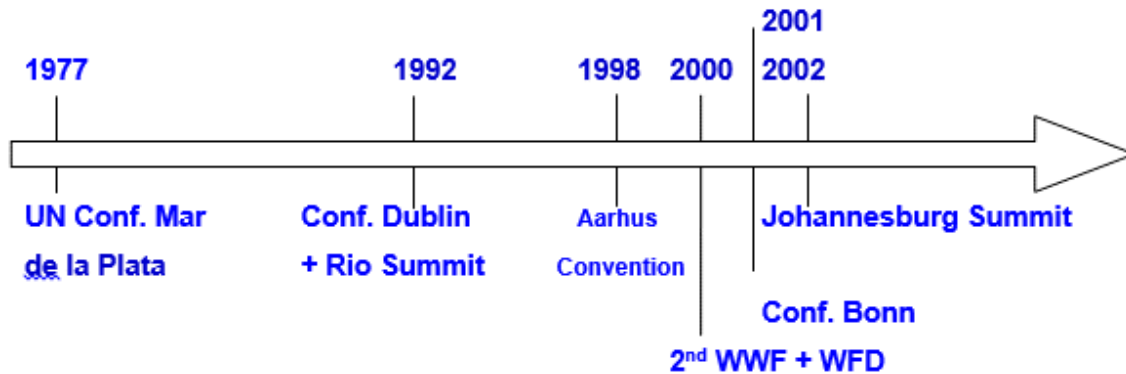 2001
1977 1992 1998 2000 2002
UN Conf. Mar Conf. Dublin Aarhus Johannesburg Summit
de la Plata + Rio Summit Convention
Conf. Bonn
2nd WWF + WFD